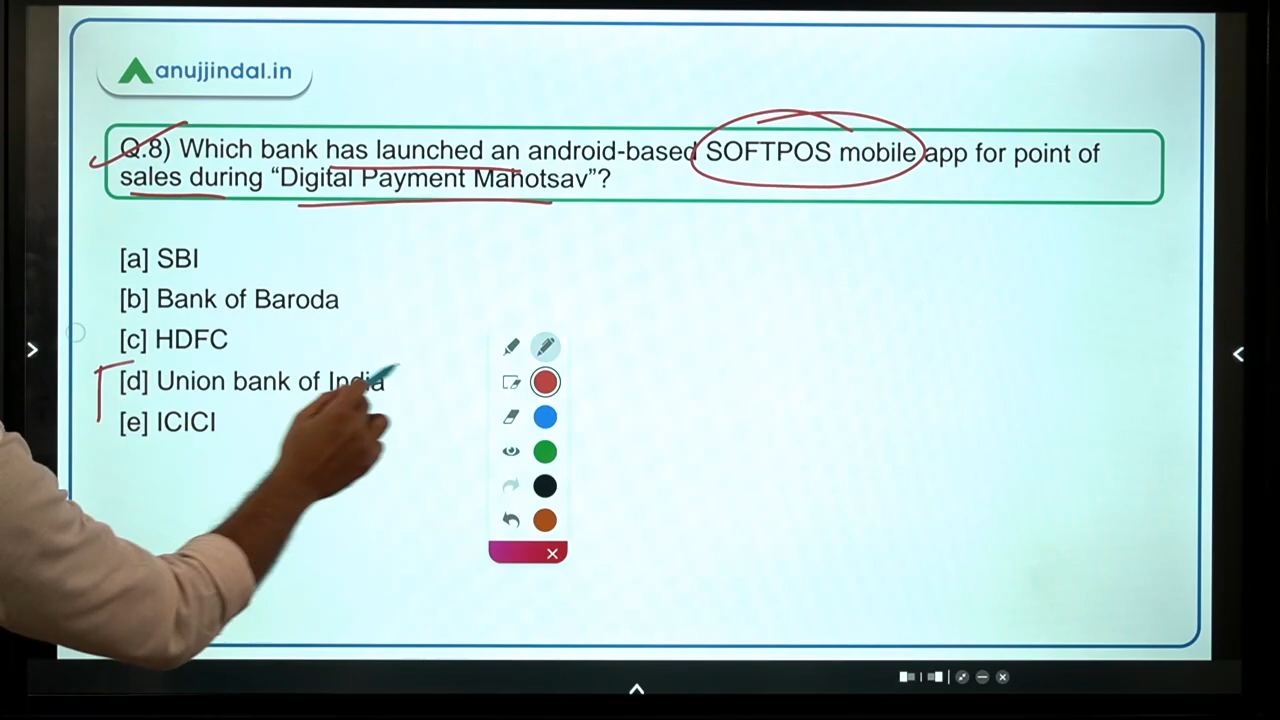 anujjindal.in
Q.8) Which bank has launched an android-based SOFTPOS mobile app for point of
sales during “Digital Payment Mahotsav”?
[a] SBI
[b] Bank of Baroda
[c] HDFC
[d] Union bank of India
[e] ICICI